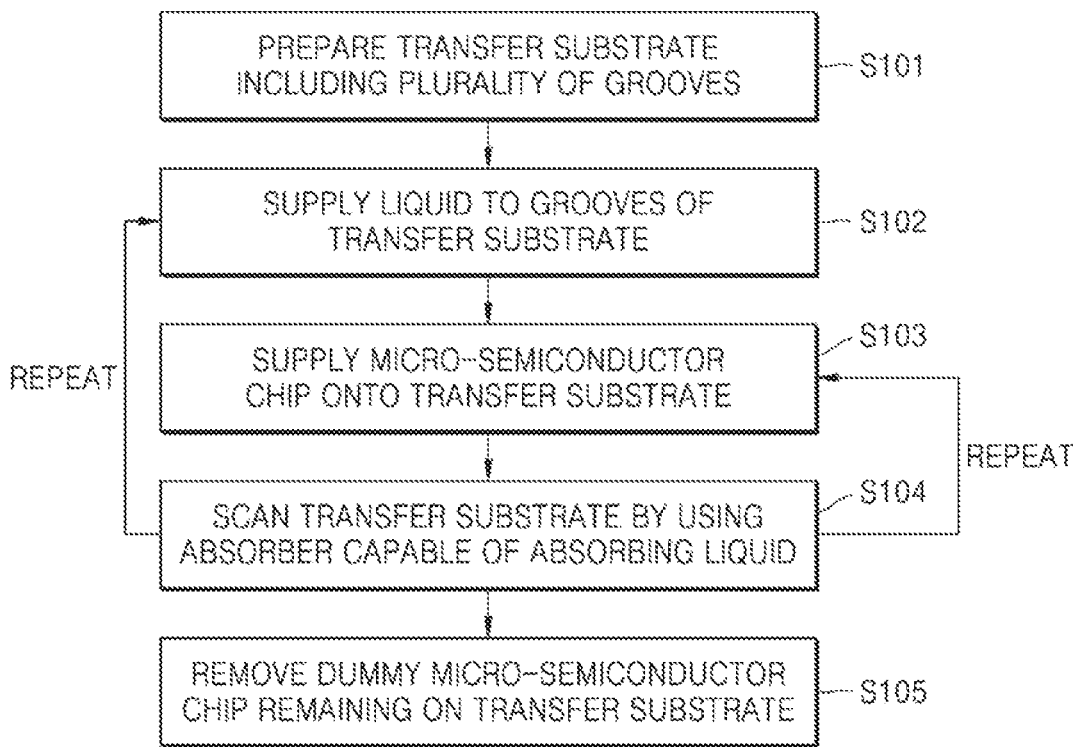 PREPARE TRANSFER SUBSTRATE
INCLUDING PLURALITY OF GROOVES
S101
SUPPLY LIQUID TO GROOVES OF
TRANSFER SUBSTRATE
S102
SUPPLY MICRO-SEMICONDUCTOR
CHIP ONTO TRANSFER SUBSTRATE
S103
REPEAT
REPEAT
SCAN TRANSFER SUBSTRATE BY USING
ABSORBER CAPABLE OF ABSORBING LIQUID
S104
REMOVE DUMMY MICRO-SEMICONDUCTOR
CHIP REMAINING ON TRANSFER SUBSTRATE
S105